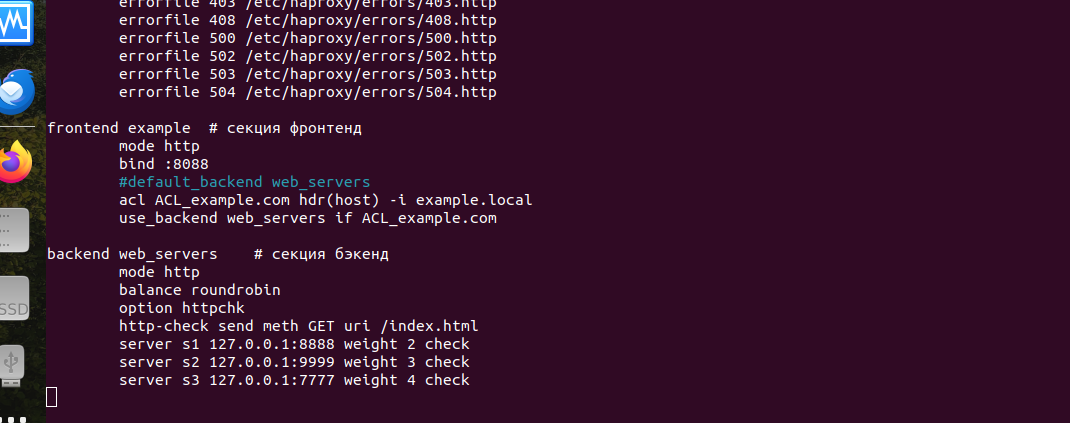 errorfile 403 /etc/haproxy/errors/403.http
errorfile 408 /etc/haproxy/errors/408.http
errorfile 500 /etc/haproxy/errors/500.http
errorfile 502 /etc/haproxy/errors/502.http
errorfile 503 /etc/haproxy/errors/503.http
errorfile 504 /etc/haproxy/errors/504.http
frontend example  # секция фронтенд
mode http
bind :8088
#default_backend web_servers
acl ACL_example.com hdr(host) -i example.local
use_backend web_servers if ACL_example.com
backend web_servers    # секция бэкенд
mode http
balance roundrobin
option httpchk
http-check send meth GET uri /index.html
server s1 127.0.0.1:8888 weight 2 check
server s2 127.0.0.1:9999 weight 3 check
server s3 127.0.0.1:7777 weight 4 check
SSD